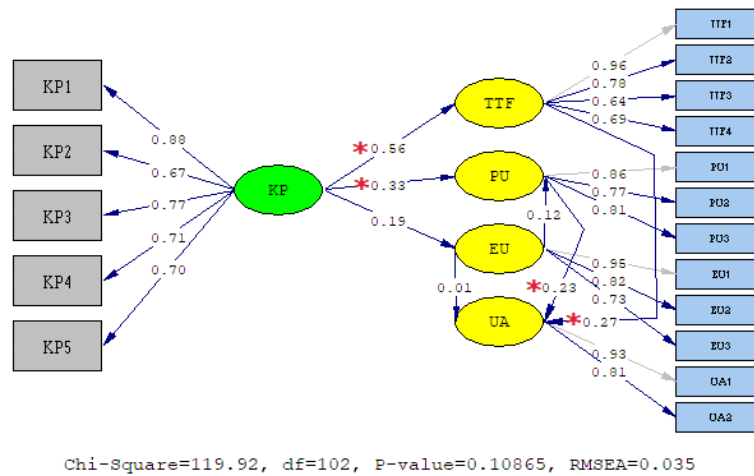 TTF1
TTF2
TTF3
TTF4
PU1
PU2
PU3
EU1
EU2
EU3
UA1
UA2
KP1
KP2
KP3
KP4
KP5
KP
TTF
PU
EU
UA
0.88
0.67
0.77
0.71
0.70
*0.56
*0.33
0.19
0.01
0.12
*0.23
*0.27
0.96
0.78
0.64
0.69
0.86
0.77
0.81
0.95
0.82
0.73
0.93
0.81
Chi-Square=119.92, df=102, P-value=0.10865, RMSEA=0.035